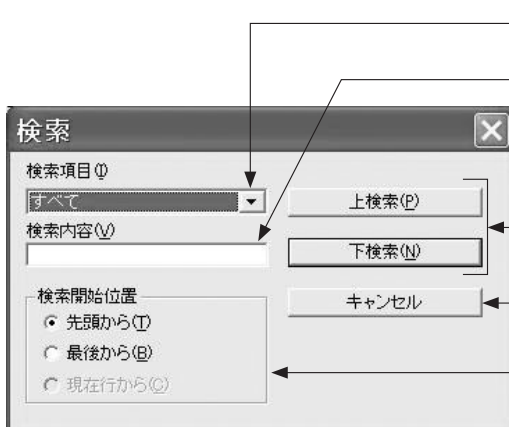 検索
検索項目(I)
すべて
上検索(P)
検索内容(V)
下検索(N)
検索開始位置
キャンセル
先頭から(T)
最後から(B)
現在行から(C)